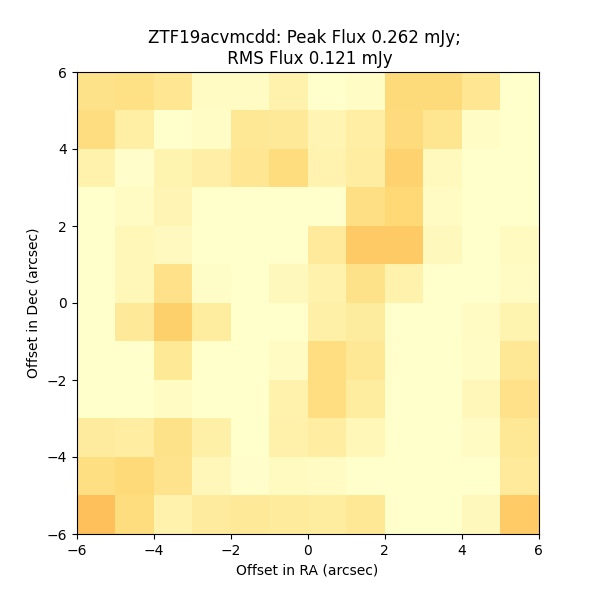 ZTF19acvmcdd: Peak Flux 0.262 mJy;
RMS Flux 0.121 mJy
6
4
2
0
−2
−4
−6
Offset in Dec (arcsec)
−6 −4 −2 0 2 4 6
Offset in RA (arcsec)